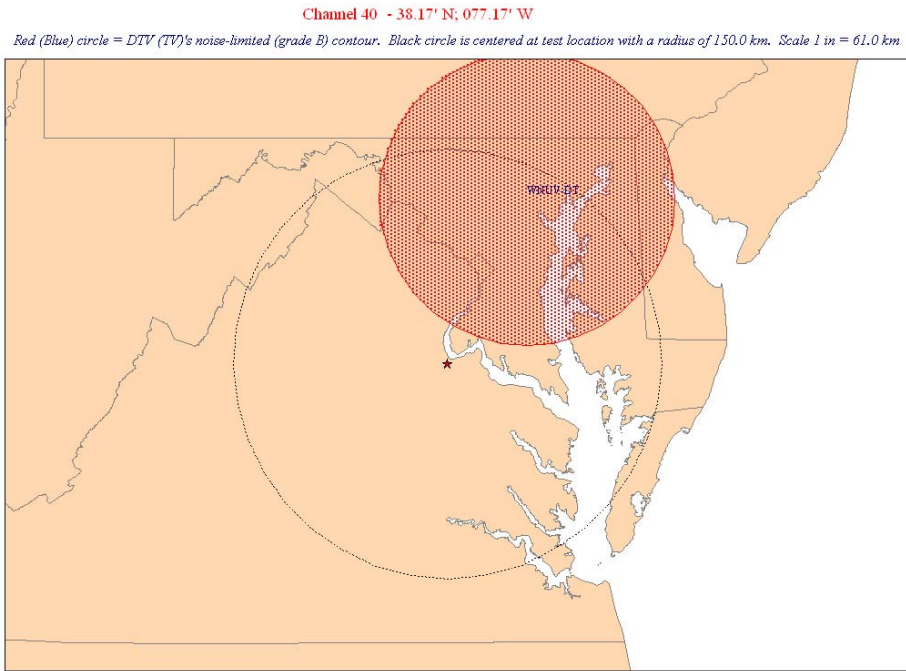 Channel 40 - 38.17' N; 077.17' W
Red (Blue) circle = DTV (TV)'s noise-limited (grade B) contour. Black circle is centered at test location with a radius of 150.0 km. Scale 1 in = 61.0 km
WNUV-DT